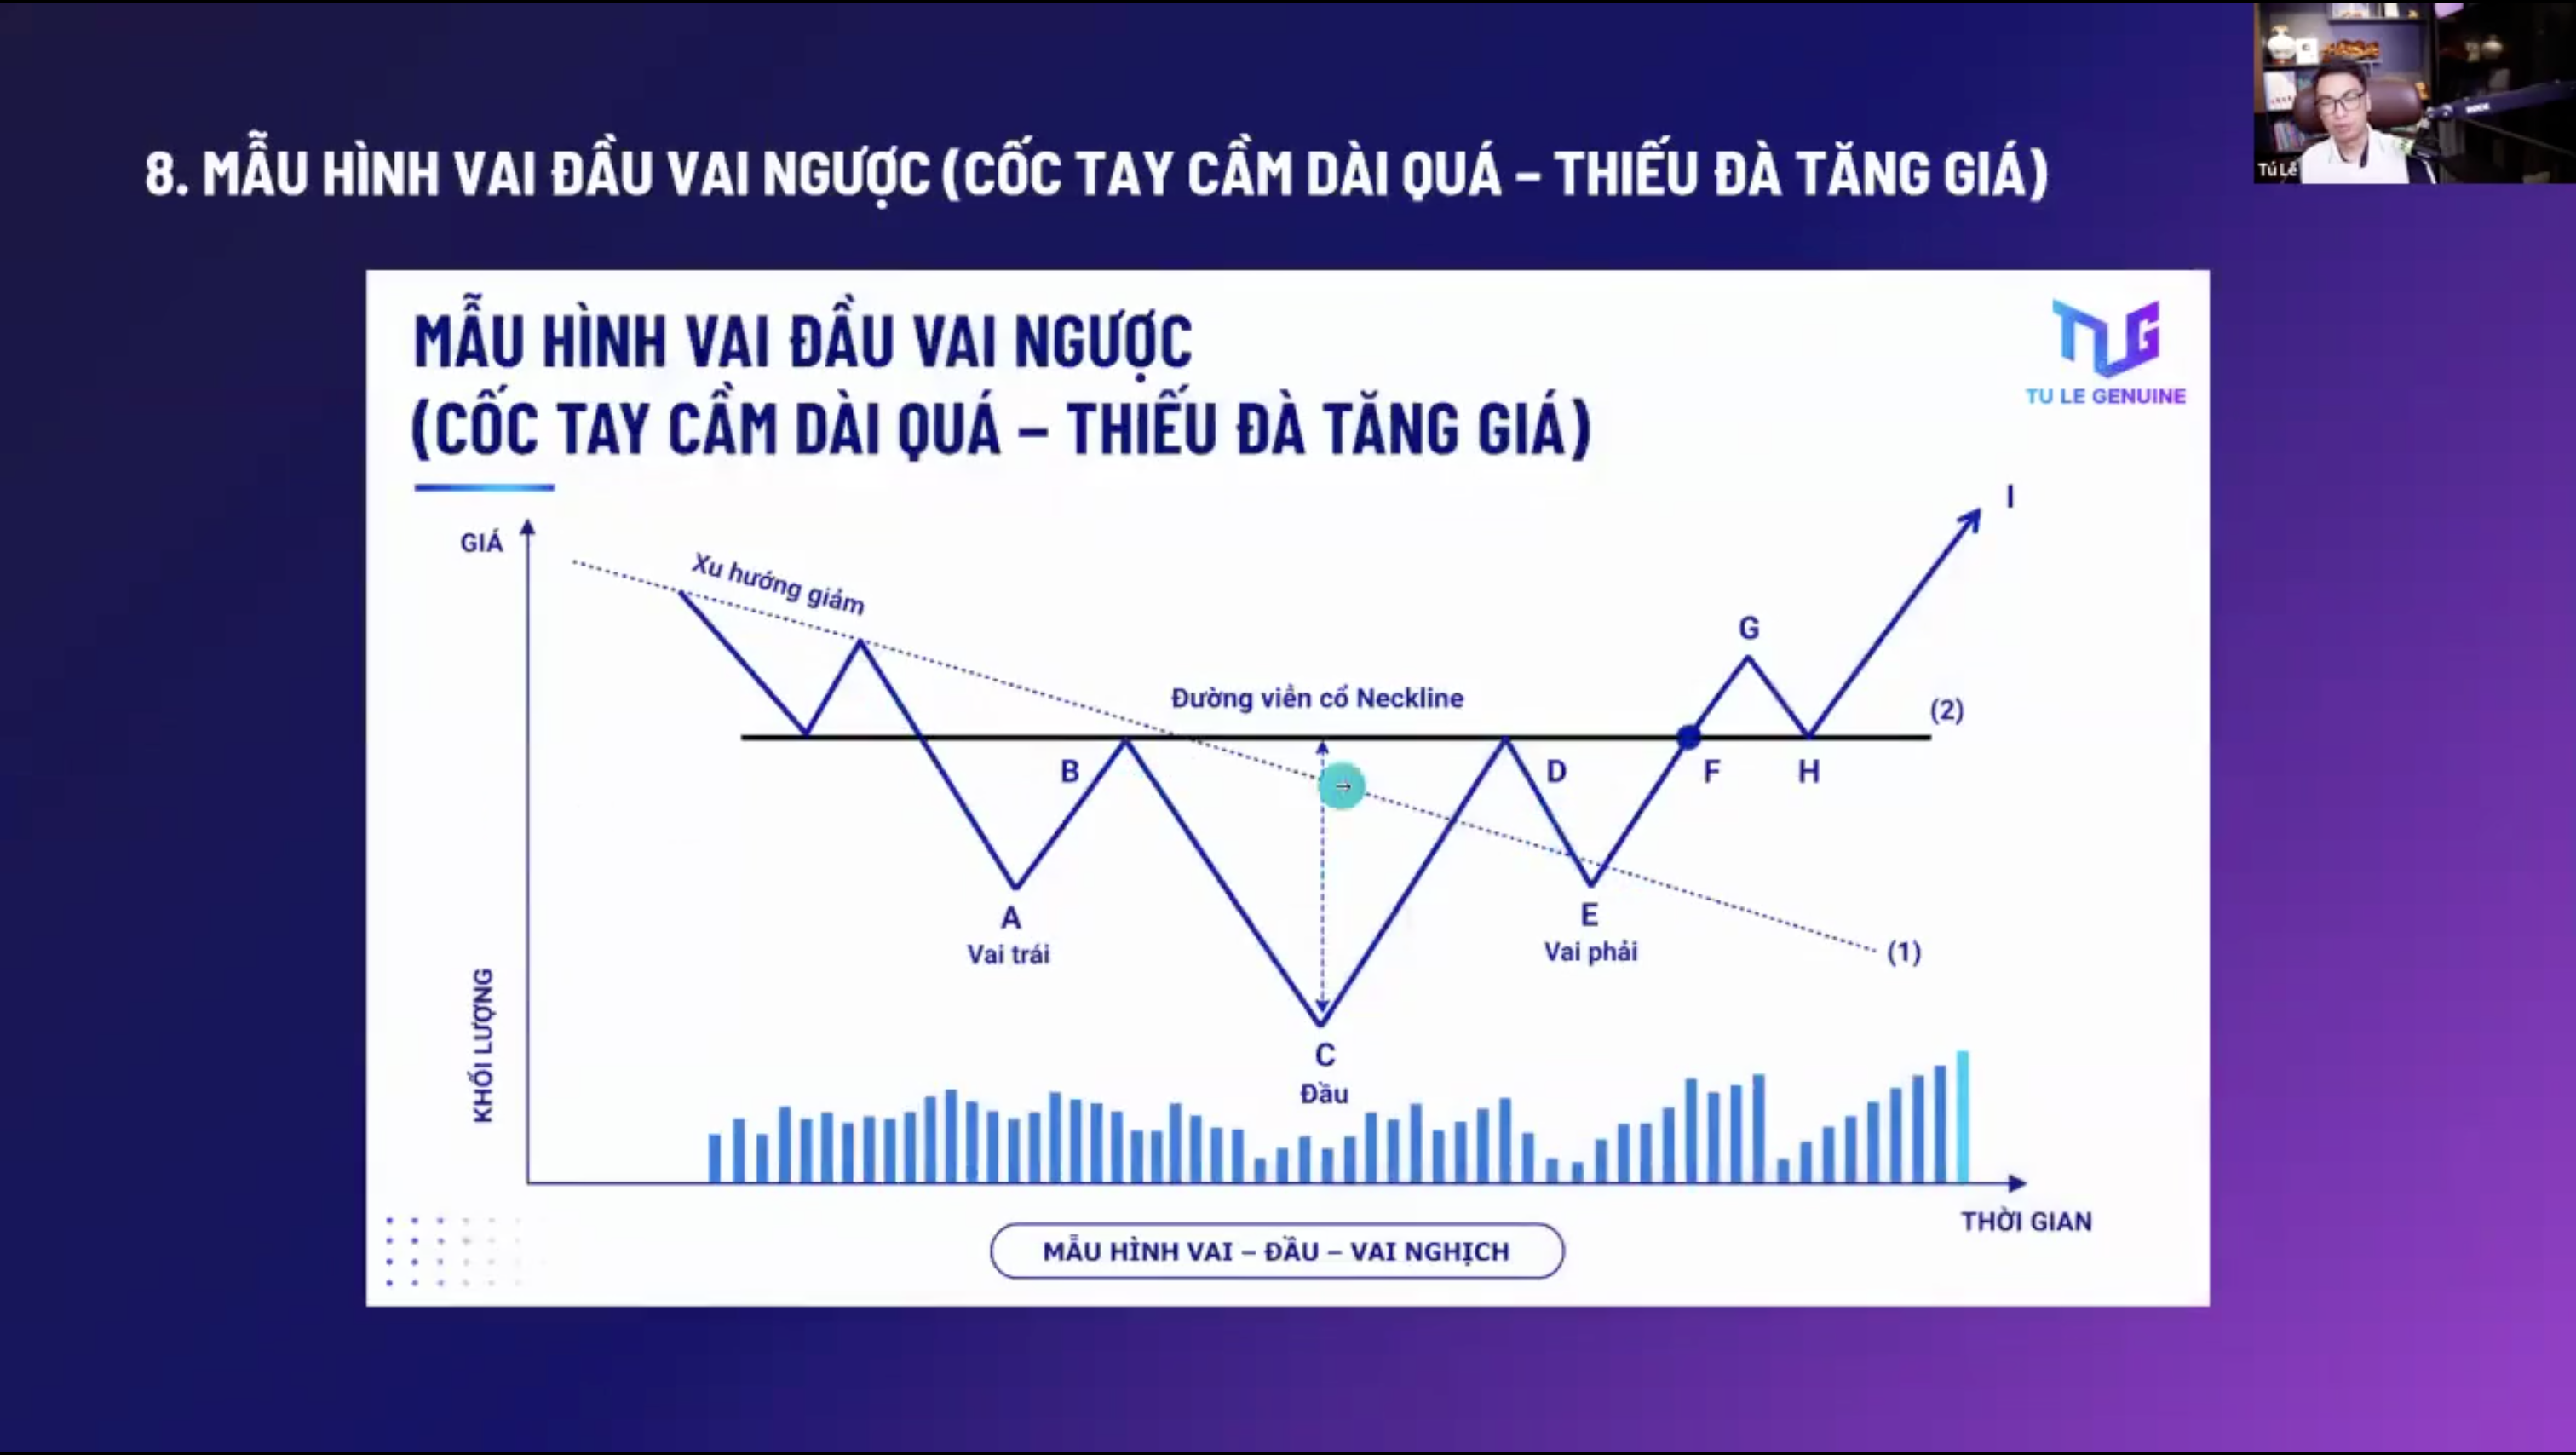 Tú Lê
8. MẪU HÌNH VAI ĐẦU VAI NGƯỢC (CỐC TAY CẦM DÀI QUÁ – THIẾU ĐÀ TĂNG GIÁ)
MẪU HÌNH VAI ĐẦU VAI NGƯỢC
(CỐC TAY CẦM DÀI QUÁ – THIẾU ĐÀ TĂNG GIÁ)
TUG
TU LE GENUINE
I
GIÁ
Xu hướng giảm
G
Đường viền cổ Neckline
(2)
B
D
F
H
A
Vai trái
E
Vai phải
(1)
C
Đầu
KHỐI LƯỢNG
THỜI GIAN
MẪU HÌNH VAI – ĐẦU – VAI NGHỊCH